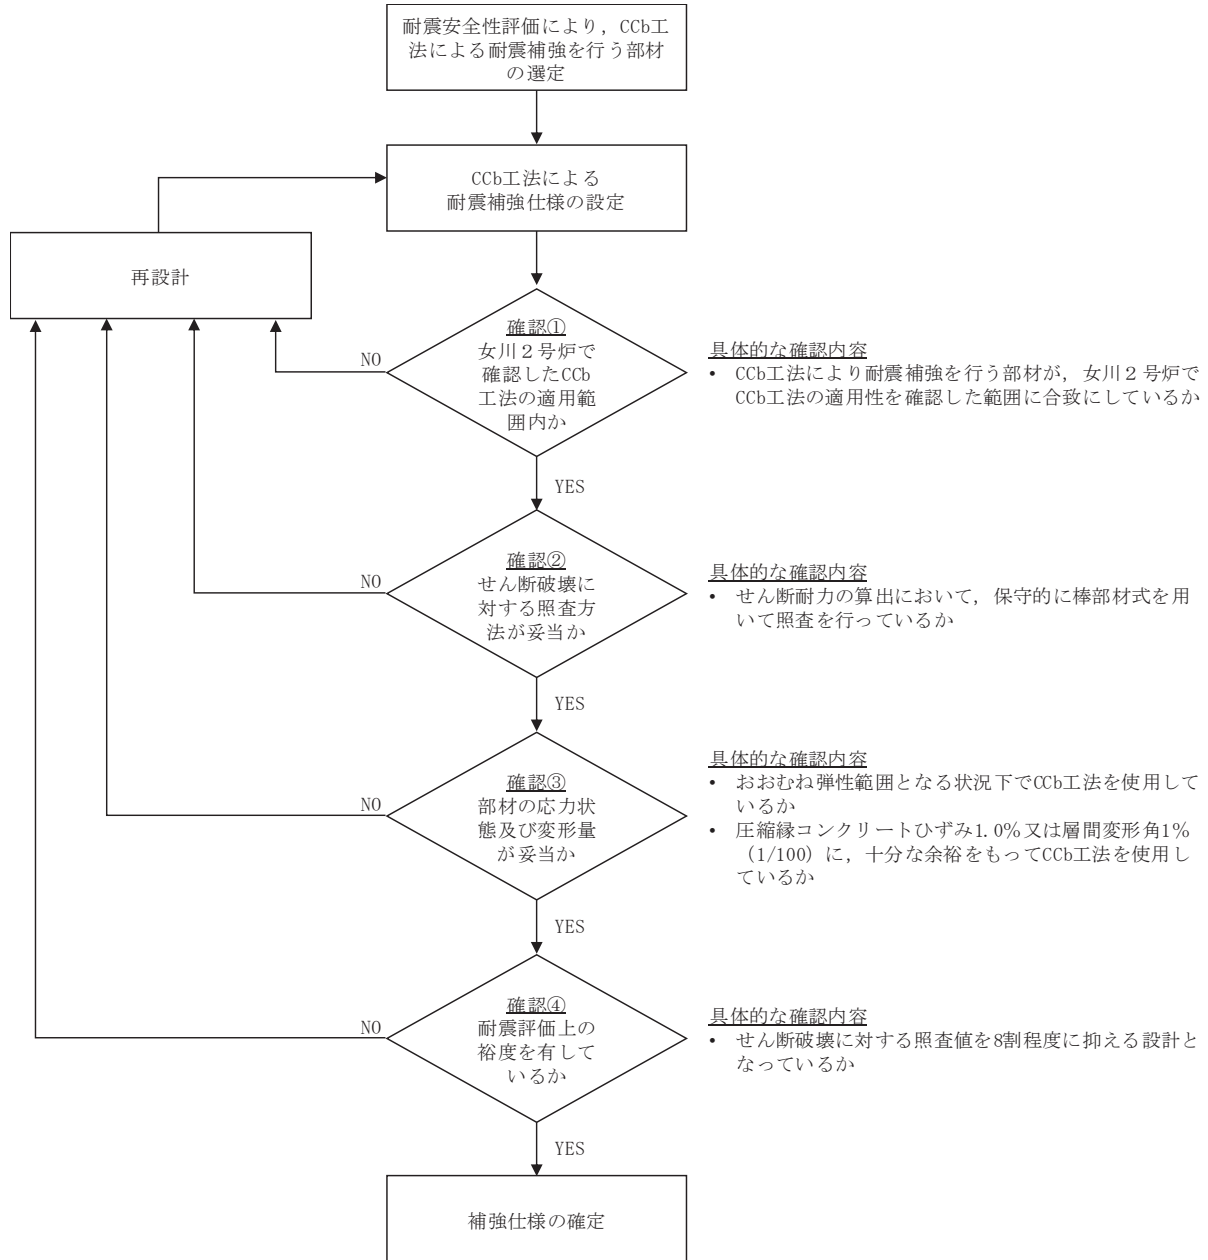 耐震安全性評価により，CCb工
法による耐震補強を行う部材
の選定
CCb工法による
耐震補強仕様の設定
再設計
確認①
女川２号炉で
確認したCCb
工法の適用範
囲内か
NO
具体的な確認内容
• CCb工法により耐震補強を行う部材が，女川２号炉で
CCb工法の適用性を確認した範囲に合致にしているか
YES
確認②
せん断破壊に
対する照査方
法が妥当か
NO
具体的な確認内容
• せん断耐力の算出において，保守的に棒部材式を用
いて照査を行っているか
YES
確認③
部材の応力状
態及び変形量
が妥当か
NO
具体的な確認内容
• おおむね弾性範囲となる状況下でCCb工法を使用して
いるか
• 圧縮縁コンクリートひずみ1.0％又は層間変形角1％
（1/100）に，十分な余裕をもってCCb工法を使用し
ているか
YES
確認④
耐震評価上の
裕度を有して
いるか
NO
具体的な確認内容
• せん断破壊に対する照査値を8割程度に抑える設計と
なっているか
YES
補強仕様の確定